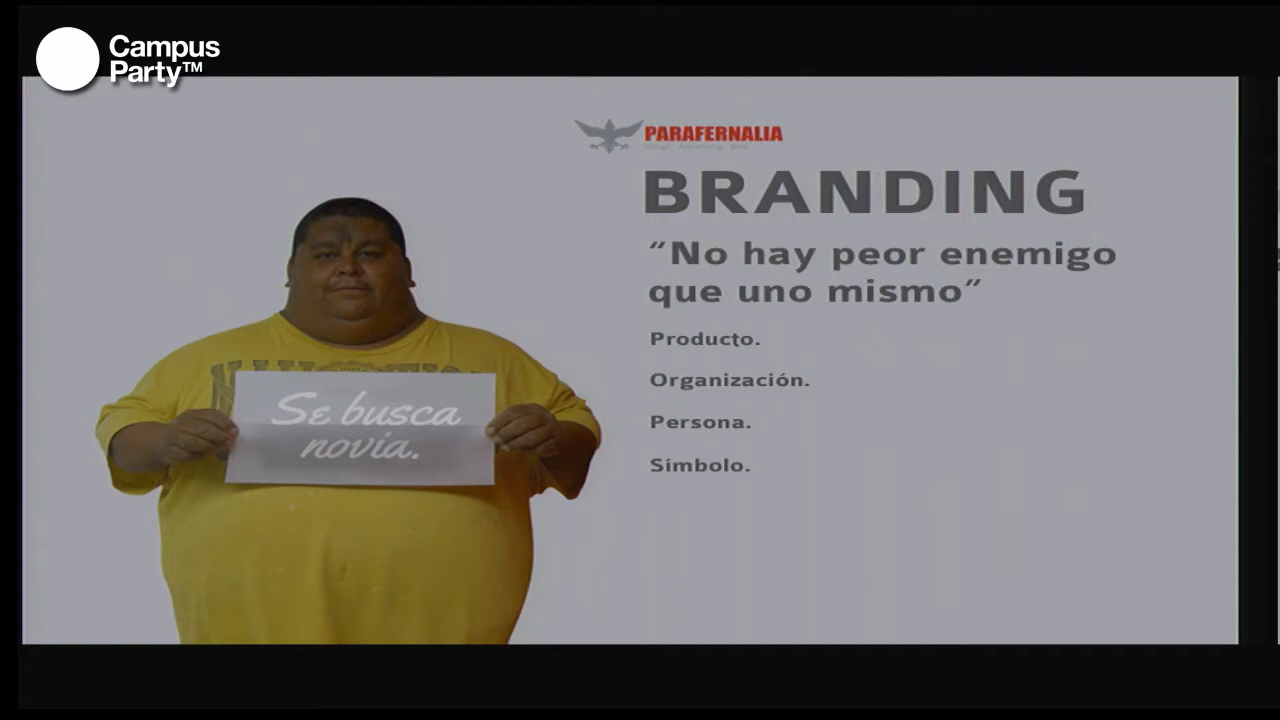 Campus
Party™
PARAFERNALIA
BRANDING
“No hay peor enemigo
que uno mismo”
Producto.
Organización.
Persona.
Símbolo.
Se busca
novia.